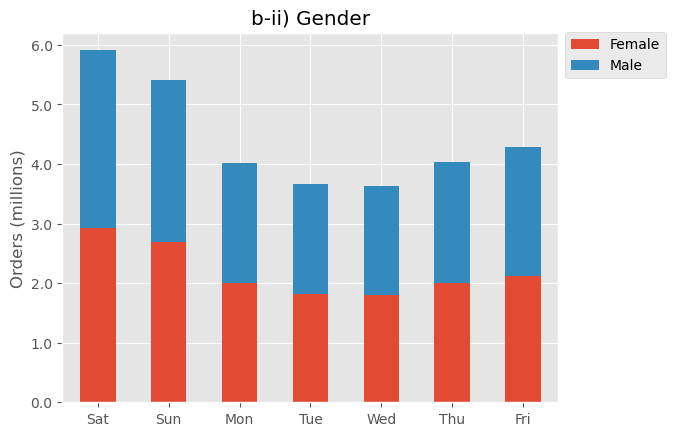 b-ii) Gender
Female
Male
Orders (millions)
6.0
5.0
4.0
3.0
2.0
1.0
0.0
Sat Sun Mon Tue Wed Thu Fri